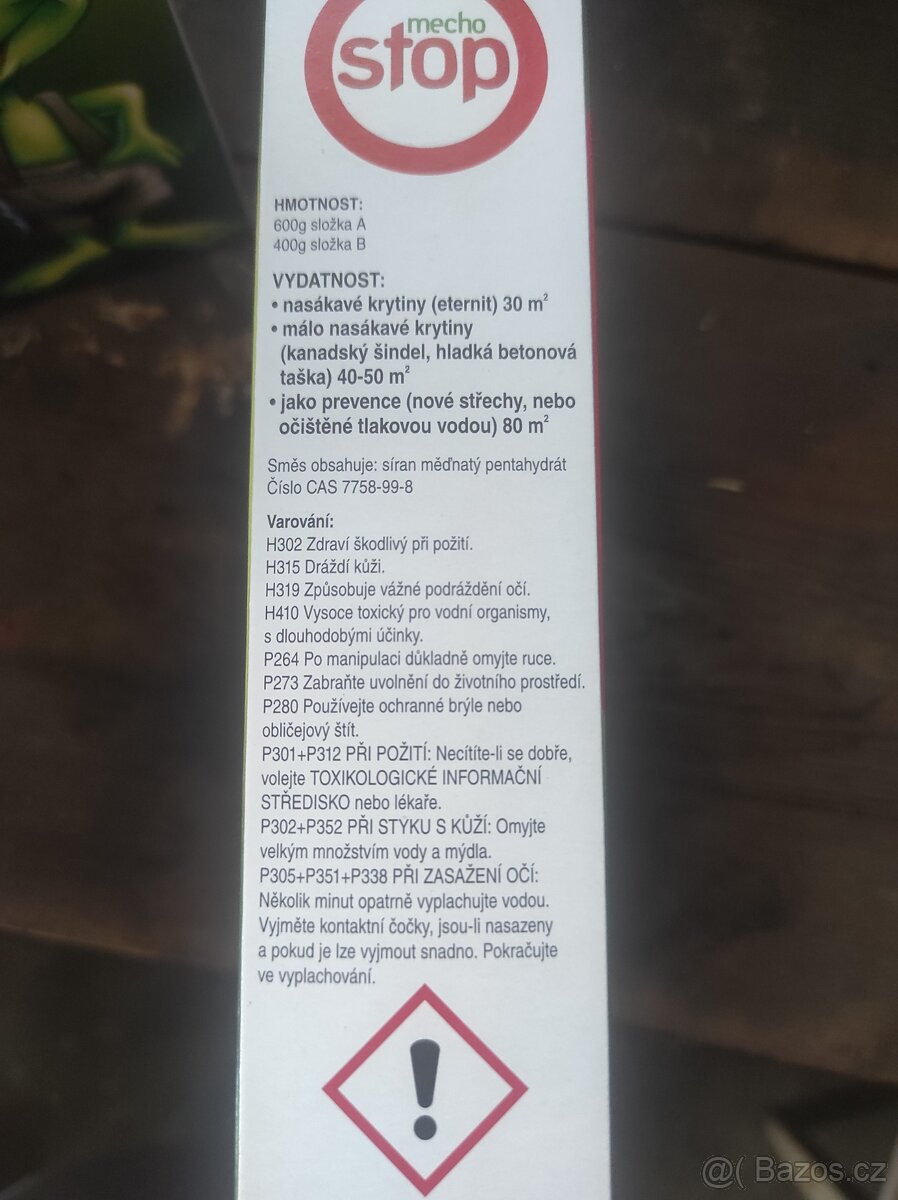 mecho
stop
HMOTNOST:
600g složka A
400g složka B
VYDATNOST:
• nasákavé krytiny (eternit) 30 m²
• málo nasákavé krytiny
(kanadský šindel, hladká betonová
taška) 40-50 m²
• jako prevence (nové střechy, nebo
očištěné tlakovou vodou) 80 m²
Směs obsahuje: síran měďnatý pentahydrát
Číslo CAS 7758-99-8
Varování:
H302 Zdraví škodlivý při požití.
H315 Dráždí kůži.
H319 Způsobuje vážné podráždění očí.
H410 Vysoce toxický pro vodní organismy,
s dlouhodobými účinky.
P264 Po manipulaci důkladně omyjte ruce.
P273 Zabraňte uvolnění do životního prostředí.
P280 Používejte ochranné brýle nebo
obličejový štít.
P301+P312 PŘI POŽITÍ: Necítíte-li se dobře,
volejte TOXIKOLOGICKÉ INFORMAČNÍ
STŘEDISKO nebo lékaře.
P302+P352 PŘI STYKU S KŮŽÍ: Omyjte
velkým množstvím vody a mýdla.
P305+P351+P338 PŘI ZASAŽENÍ OČÍ:
Několik minut opatrně vyplachujte vodou.
Vyjměte kontaktní čočky, jsou-li nasazeny
a pokud je lze vyjmout snadno. Pokračujte
ve vyplachování.
@( Bazos.cz